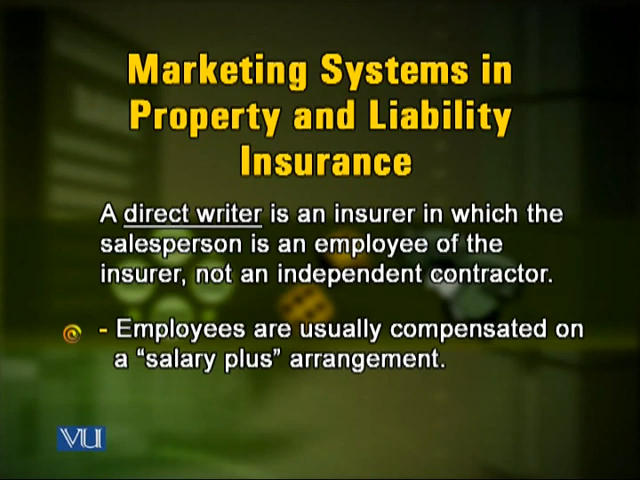 Marketing Systems in
Property and Liability
Insurance
A direct writer is an insurer in which the
salesperson is an employee of the
insurer, not an independent contractor.
- Employees are usually compensated on
a “salary plus” arrangement.
VU